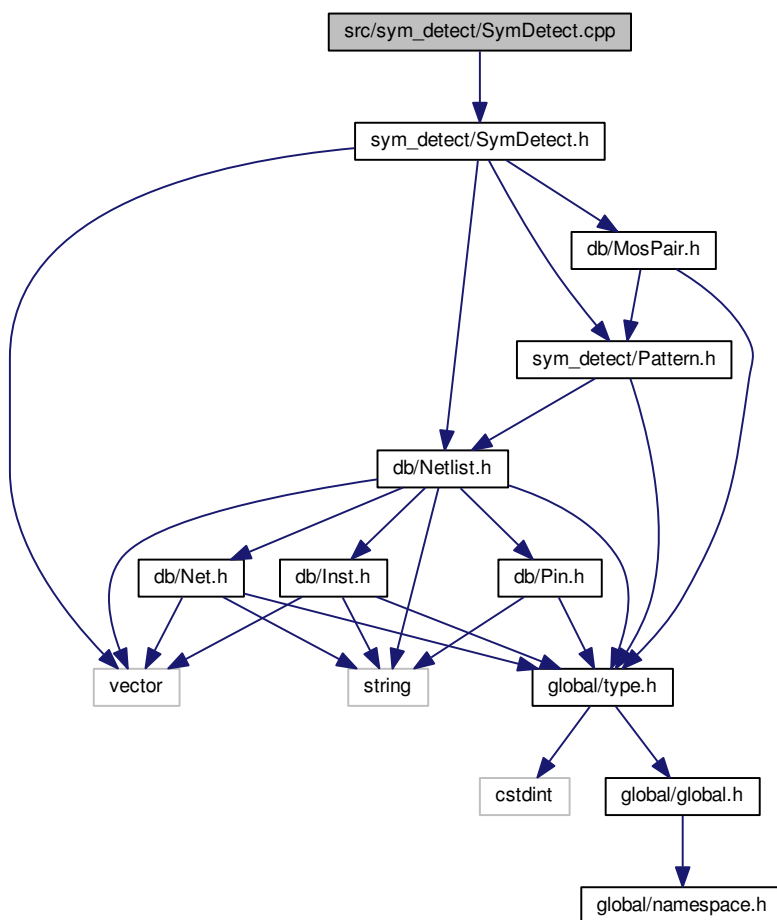 src/sym_detect/SymDetect.cpp
sym_detect/SymDetect.h
db/MosPair.h
sym_detect/Pattern.h
db/Netlist.h
db/Net.h
db/Inst.h
db/Pin.h
vector
string
global/type.h
cstdint
global/global.h
global/namespace.h